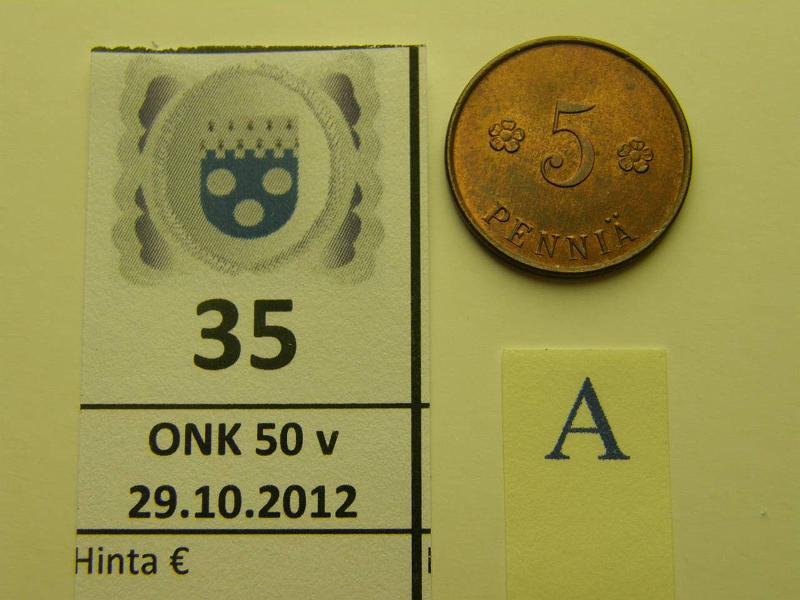 35
ONK 50 v
29.10.2012
Hinta €
5
PENNIÄ
A